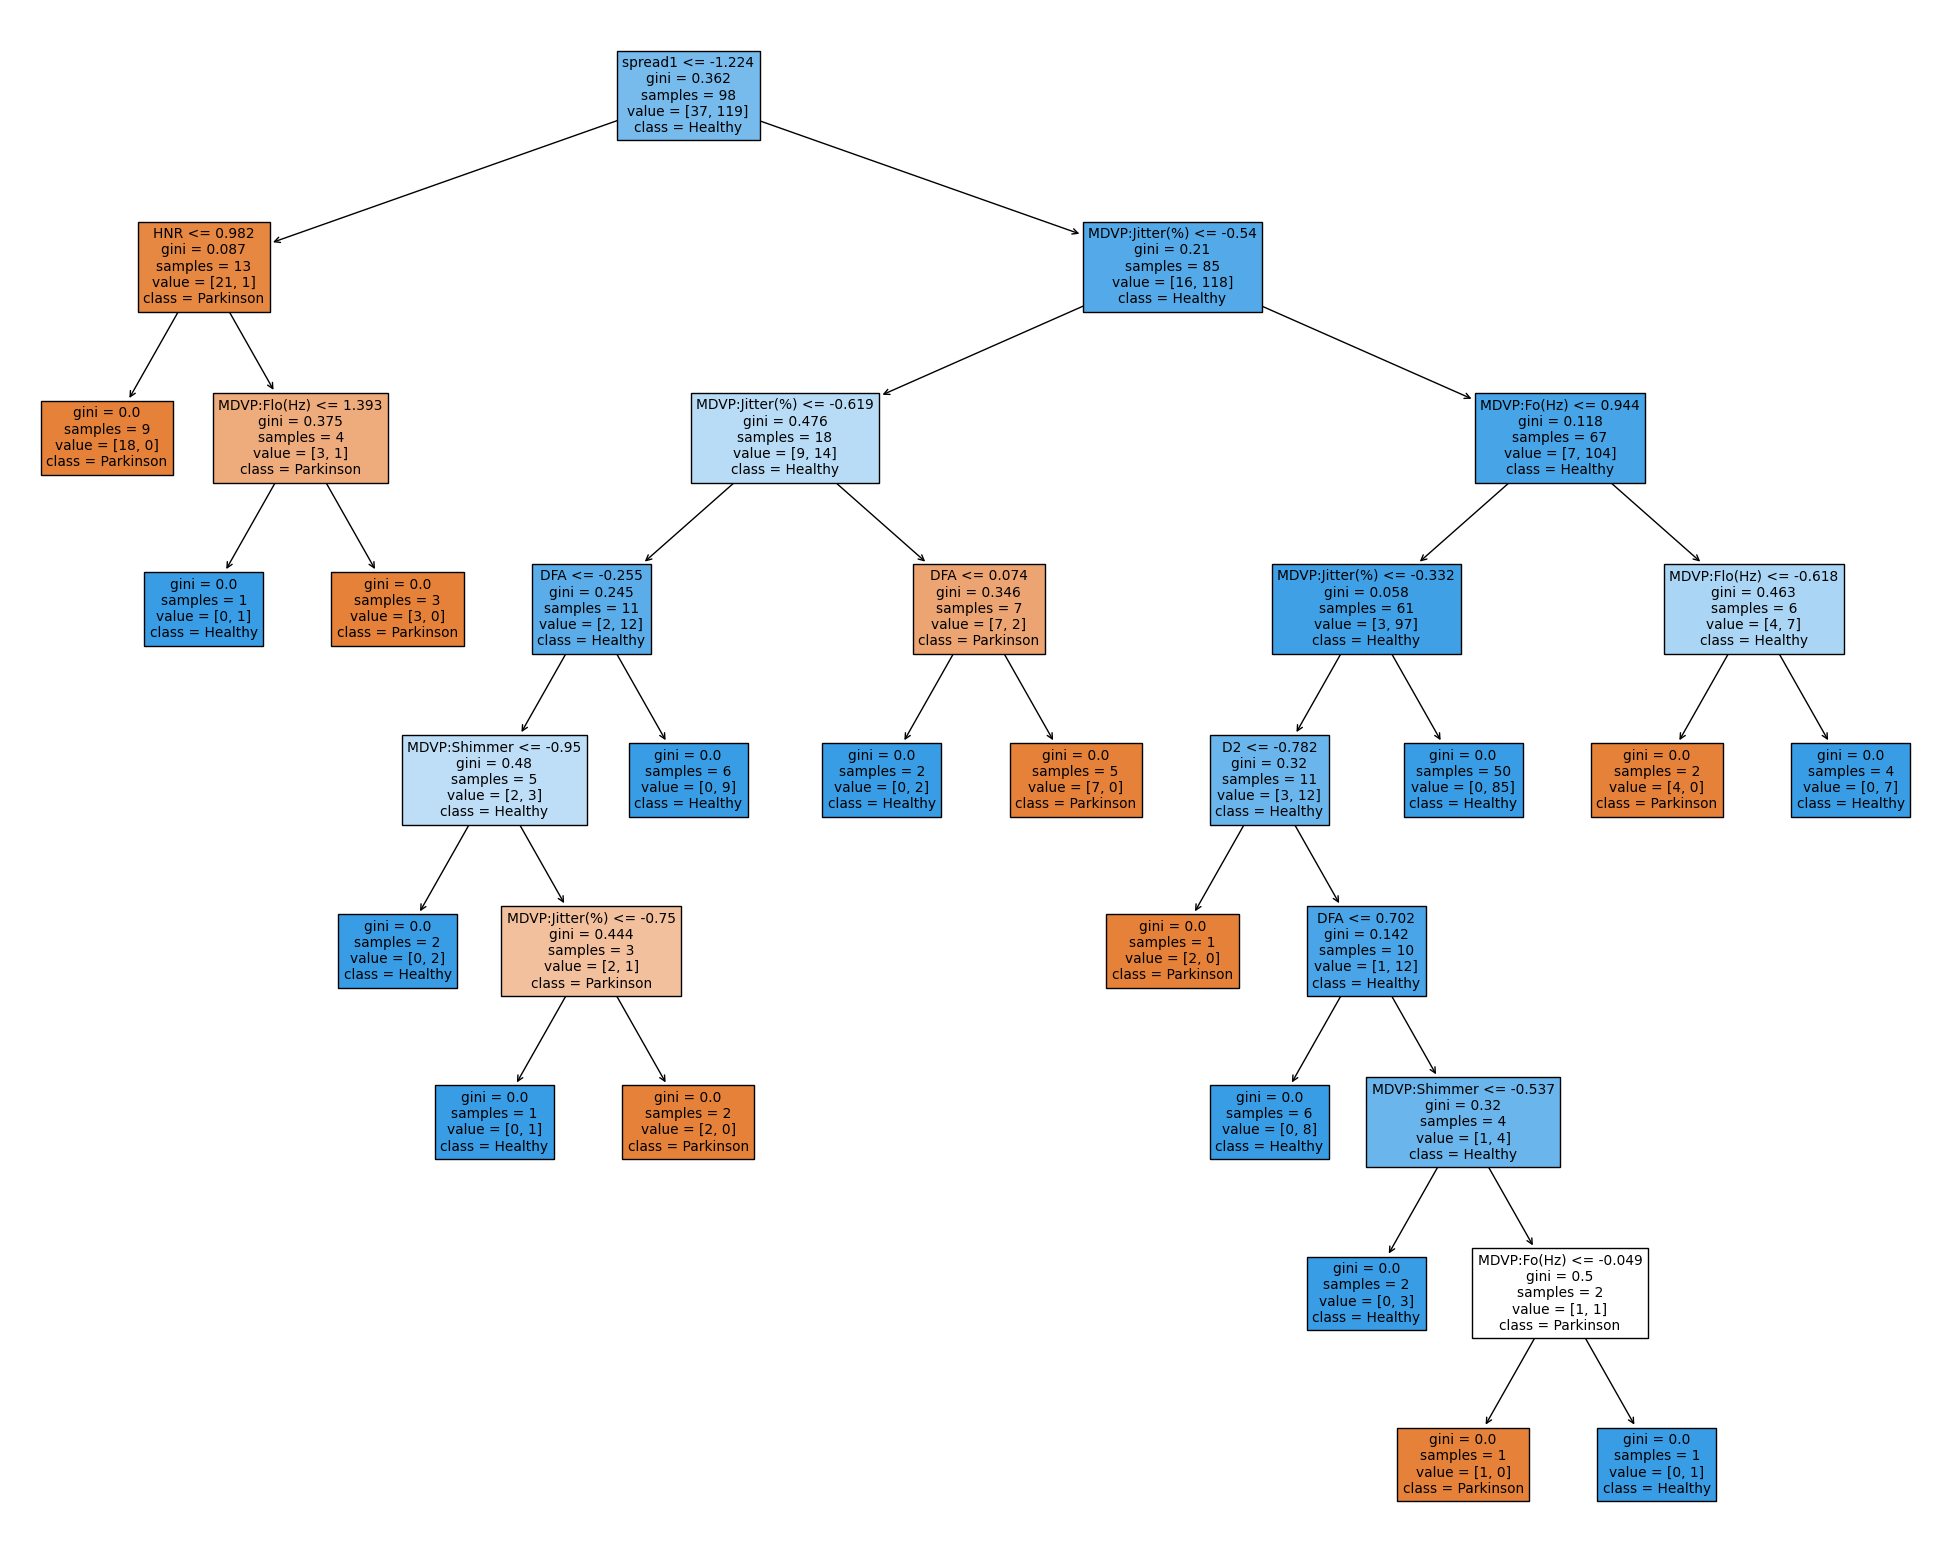 spread1 <= -1.224
gini = 0.362
samples = 98
value = [37, 119]
class = Healthy
HNR <= 0.982
gini = 0.087
samples = 13
value = [21, 1]
class = Parkinson
MDVP:Jitter(%) <= -0.54
gini = 0.21
samples = 85
value = [16, 118]
class = Healthy
gini = 0.0
samples = 9
value = [18, 0]
class = Parkinson
MDVP:Flo(Hz) <= 1.393
gini = 0.375
samples = 4
value = [3, 1]
class = Parkinson
MDVP:Jitter(%) <= -0.619
gini = 0.476
samples = 18
value = [9, 14]
class = Healthy
MDVP:Fo(Hz) <= 0.944
gini = 0.118
samples = 67
value = [7, 104]
class = Healthy
gini = 0.0
samples = 1
value = [0, 1]
class = Healthy
gini = 0.0
samples = 3
value = [3, 0]
class = Parkinson
DFA <= -0.255
gini = 0.245
samples = 11
value = [2, 12]
class = Healthy
DFA <= 0.074
gini = 0.346
samples = 7
value = [7, 2]
class = Parkinson
MDVP:Jitter(%) <= -0.332
gini = 0.058
samples = 61
value = [3, 97]
class = Healthy
MDVP:Flo(Hz) <= -0.618
gini = 0.463
samples = 6
value = [4, 7]
class = Healthy
MDVP:Shimmer <= -0.95
gini = 0.48
samples = 5
value = [2, 3]
class = Healthy
gini = 0.0
samples = 6
value = [0, 9]
class = Healthy
gini = 0.0
samples = 2
value = [0, 2]
class = Healthy
gini = 0.0
samples = 5
value = [7, 0]
class = Parkinson
D2 <= -0.782
gini = 0.32
samples = 11
value = [3, 12]
class = Healthy
gini = 0.0
samples = 50
value = [0, 85]
class = Healthy
gini = 0.0
samples = 2
value = [4, 0]
class = Parkinson
gini = 0.0
samples = 4
value = [0, 7]
class = Healthy
gini = 0.0
samples = 2
value = [0, 2]
class = Healthy
MDVP:Jitter(%) <= -0.75
gini = 0.444
samples = 3
value = [2, 1]
class = Parkinson
gini = 0.0
samples = 1
value = [2, 0]
class = Parkinson
DFA <= 0.702
gini = 0.142
samples = 10
value = [1, 12]
class = Healthy
gini = 0.0
samples = 1
value = [0, 1]
class = Healthy
gini = 0.0
samples = 2
value = [2, 0]
class = Parkinson
gini = 0.0
samples = 6
value = [0, 8]
class = Healthy
MDVP:Shimmer <= -0.537
gini = 0.32
samples = 4
value = [1, 4]
class = Healthy
gini = 0.0
samples = 2
value = [0, 3]
class = Healthy
MDVP:Fo(Hz) <= -0.049
gini = 0.5
samples = 2
value = [1, 1]
class = Parkinson
gini = 0.0
samples = 1
value = [1, 0]
class = Parkinson
gini = 0.0
samples = 1
value = [0, 1]
class = Healthy